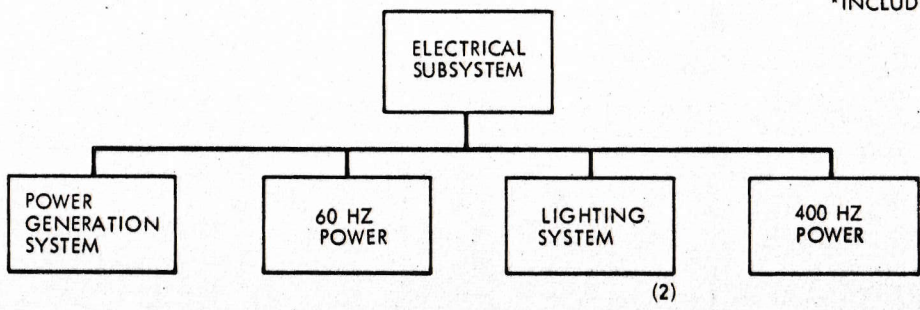 *INCLUD
ELECTRICAL
SUBSYSTEM
POWER
GENERATION
SYSTEM
60 HZ
POWER
LIGHTING
SYSTEM
400 HZ
POWER
(2)